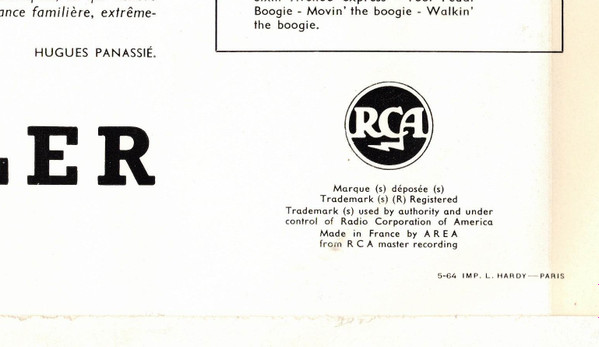 ance familière, extrême-
HUGUES PANASSIÉ.
Boogie - Movin' the boogie - Walkin'
the boogie.
ER
RCA
Marque (s) déposée (s)
Trademark (s) (R) Registered
Trademark (s) used by authority and under
control of Radio Corporation of America
Made in France by AREA
from RCA master recording
5-64 IMP. L. HARDY — PARIS